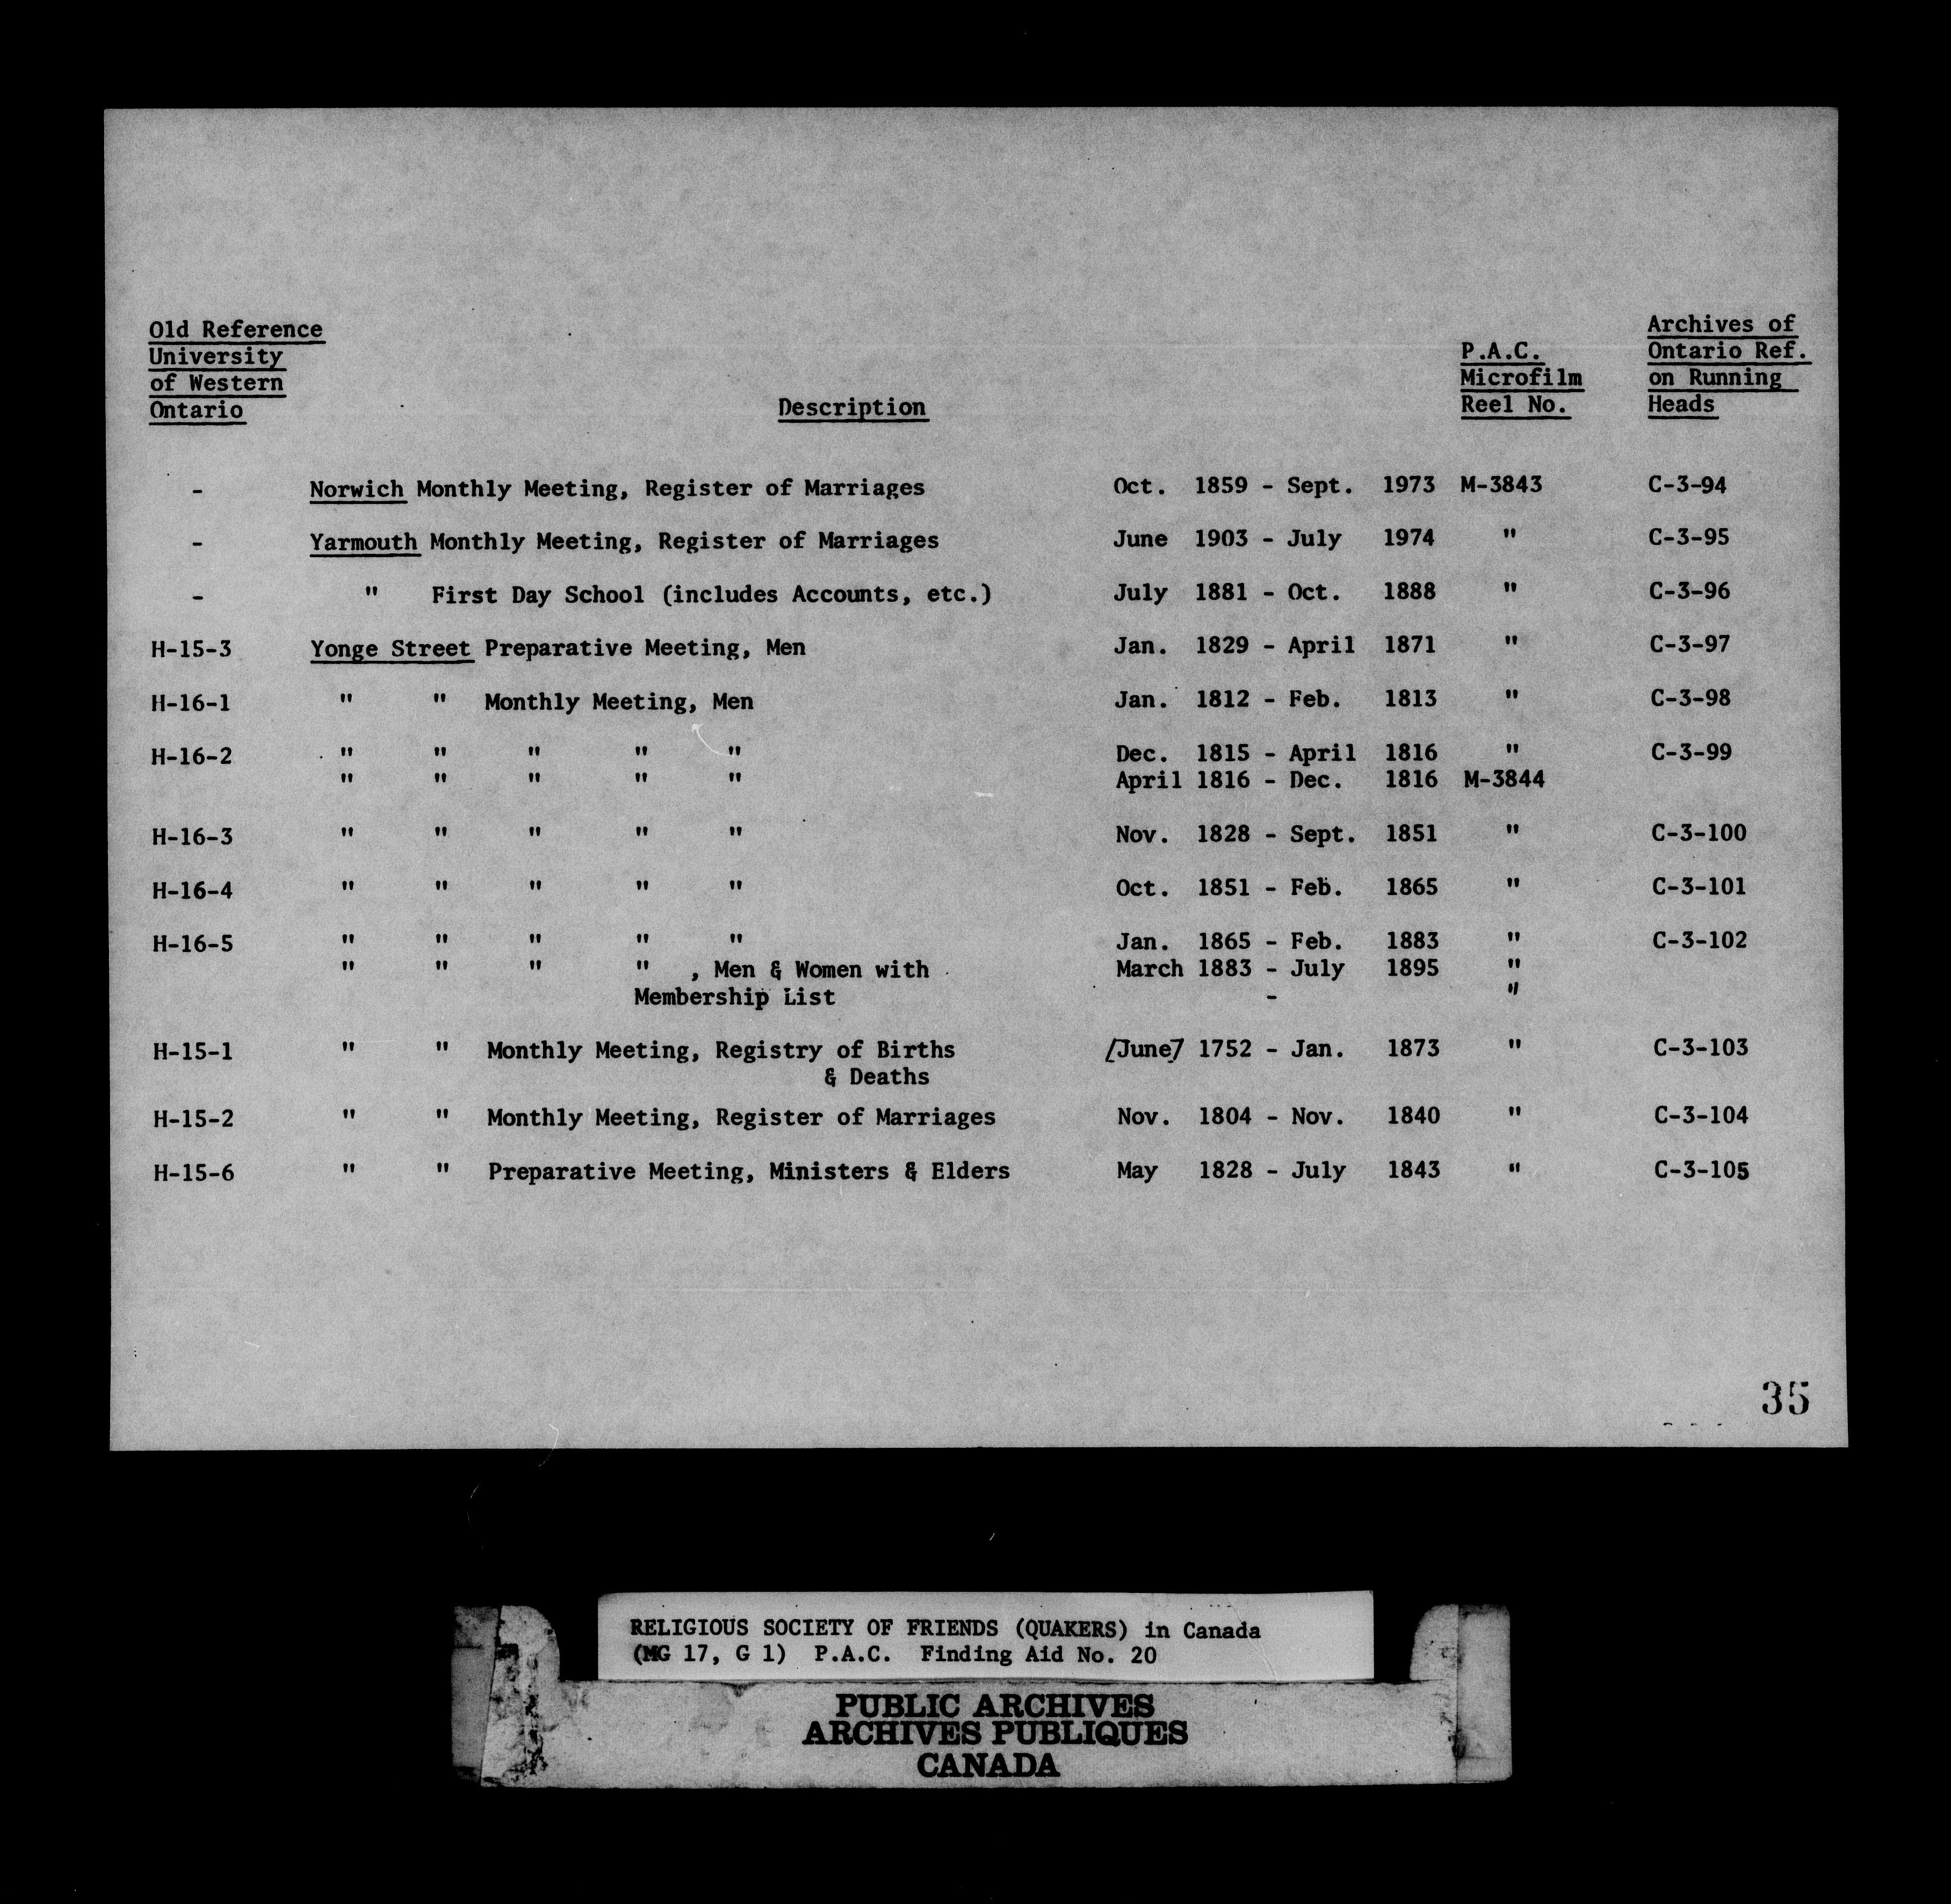 Old Reference
University
of Western
Ontario
Description
P.A.C.
Microfilm
Reel No.
Archives of
Ontario Ref.
on Running
Heads
- Norwich Monthly Meeting, Register of Marriages Oct. 1859 - Sept. 1973 M-3843 C-3-94
- Yarmouth Monthly Meeting, Register of Marriages June 1903 - July 1974 " C-3-95
- " First Day School (includes Accounts, etc.) July 1881 - Oct. 1888 " C-3-96
H-15-3 Yonge Street Preparative Meeting, Men Jan. 1829 - April 1871 " C-3-97
H-16-1 " " Monthly Meeting, Men Jan. 1812 - Feb. 1813 " C-3-98
H-16-2 " " " " " Dec. 1815 - April 1816 " C-3-99
" " " " " April 1816 - Dec. 1816 M-3844
H-16-3 " " " " " Nov. 1828 - Sept. 1851 " C-3-100
H-16-4 " " " " " Oct. 1851 - Feb. 1865 " C-3-101
H-16-5 " " " " " Jan. 1865 - Feb. 1883 " C-3-102
" " " " , Men & Women with March 1883 - July 1895 "
Membership List - "
H-15-1 " " Monthly Meeting, Registry of Births [June] 1752 - Jan. 1873 " C-3-103
& Deaths
H-15-2 " " Monthly Meeting, Register of Marriages Nov. 1804 - Nov. 1840 " C-3-104
H-15-6 " " Preparative Meeting, Ministers & Elders May 1828 - July 1843 " C-3-105
35
RELIGIOUS SOCIETY OF FRIENDS (QUAKERS) in Canada
(MG 17, G 1) P.A.C. Finding Aid No. 20
PUBLIC ARCHIVES
ARCHIVES PUBLIQUES
CANADA